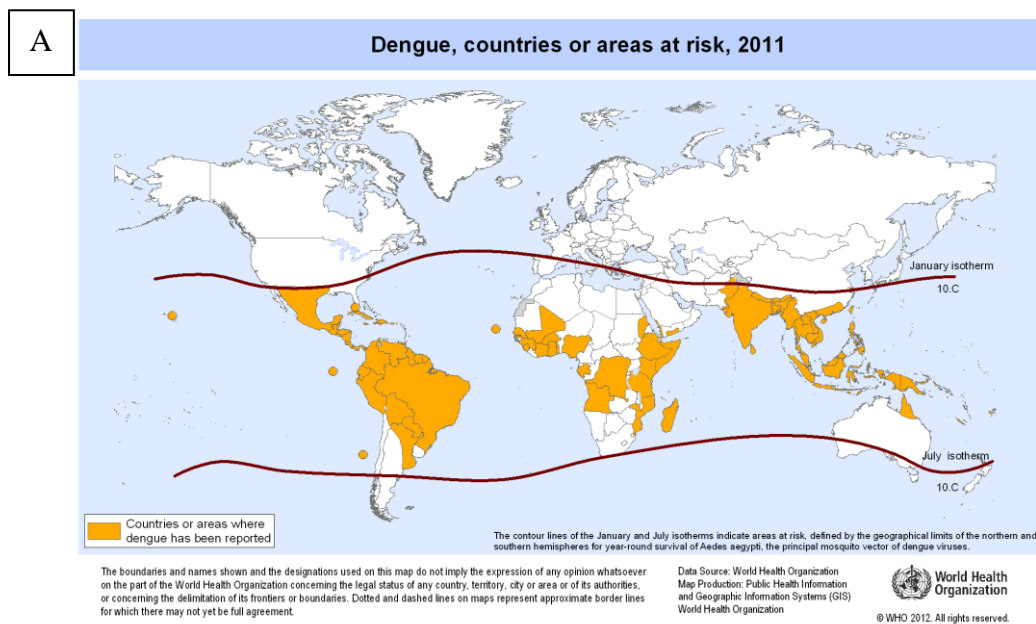 A
Dengue, countries or areas at risk, 2011
January isotherm
10.C
July isotherm
10.C
Countries or areas where
dengue has been reported
The contour lines of the January and July isotherms indicate areas at risk, defined by the geographical limits of the northern and
southern hemispheres for year-round survival of Aedes aegypti, the principal mosquito vector of dengue viruses.
The boundaries and names shown and the designations used on this map do not imply the expression of any opinion whatsoever
on the part of the World Health Organization concerning the legal status of any country, territory, city or area or of its authorities,
or concerning the delimitation of its frontiers or boundaries. Dotted and dashed lines on maps represent approximate border lines
for which there may not yet be full agreement.
Data Source: World Health Organization
Map Production: Public Health Information
and Geographic Information Systems (GIS)
World Health Organization
World Health
Organization
© WHO 2012. All rights reserved.